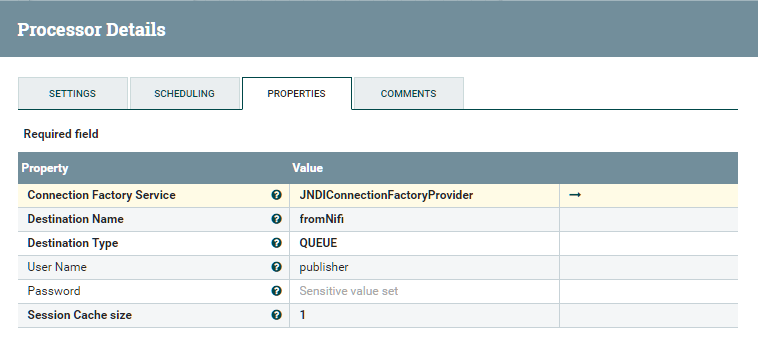 Processor Details
SETTINGS SCHEDULING PROPERTIES COMMENTS
Required field
Property Value
Connection Factory Service ? JNDIConnectionFactoryProvider →
Destination Name ? fromNifi
Destination Type ? QUEUE
User Name ? publisher
Password ? Sensitive value set
Session Cache size ? 1